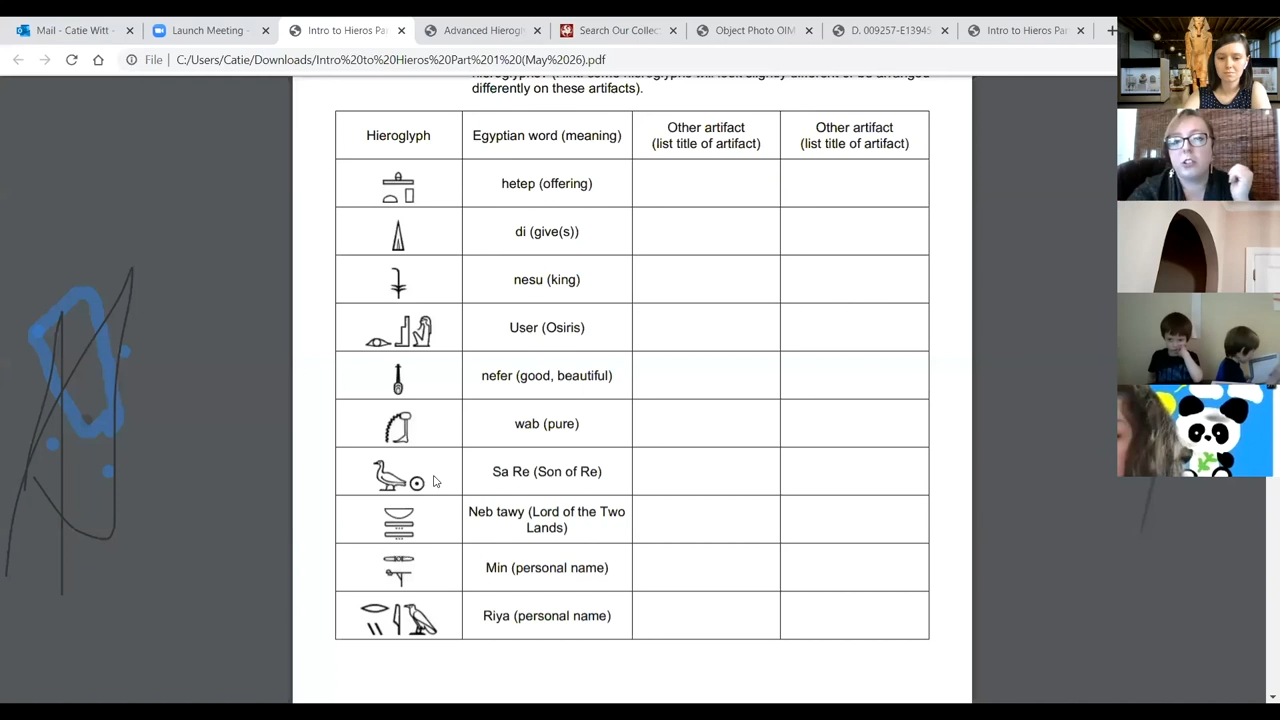 Mail - Catie Witt -
Launch Meeting -
Intro to Hieros Par
Advanced Hierogl
Search Our Collec
Object Photo OIM
D. 009257-E13945
Intro to Hieros Par
File
C:/Users/Catie/Downloads/Intro%20to%20Hieros%20Part%201%20(May%2026).pdf
differently on these artifacts).
Hieroglyph
Egyptian word (meaning)
Other artifact
(list title of artifact)
Other artifact
(list title of artifact)
hetep (offering)
di (give(s))
nesu (king)
User (Osiris)
nefer (good, beautiful)
wab (pure)
Sa Re (Son of Re)
Neb tawy (Lord of the Two
Lands)
Min (personal name)
Riya (personal name)